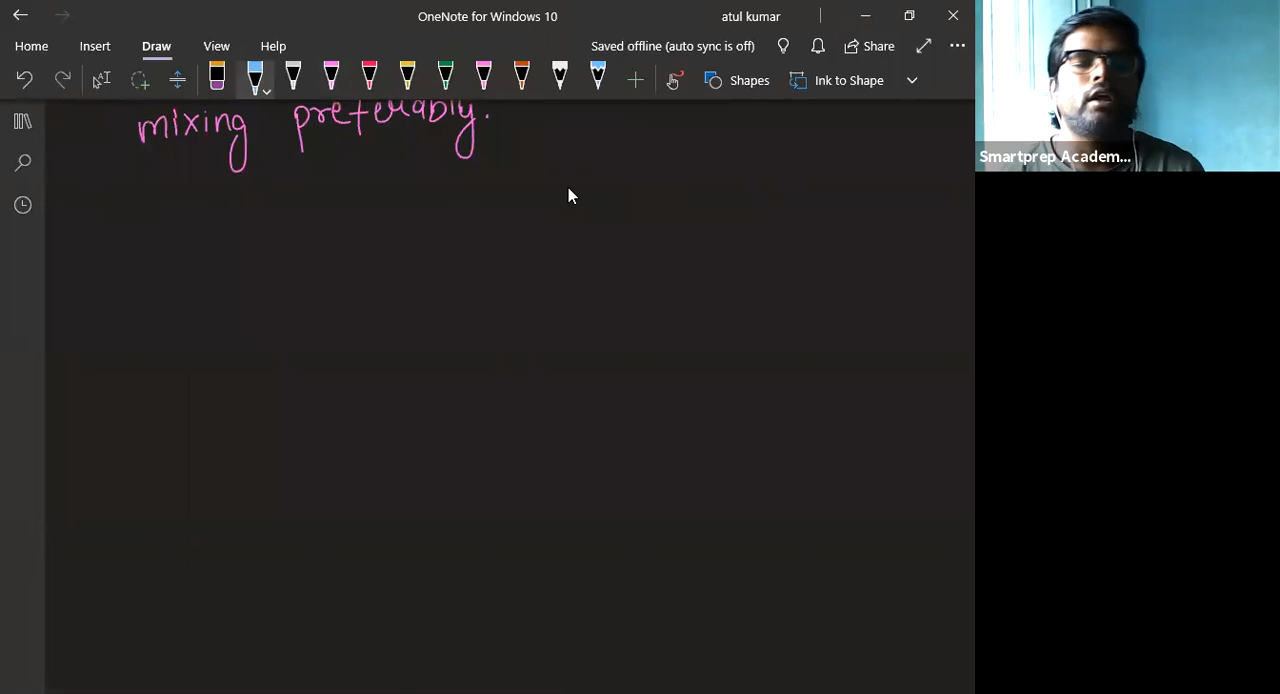 OneNote for Windows 10
atul kumar
Home Insert Draw View Help
Saved offline (auto sync is off)
Share
Shapes
Ink to Shape
mixing preferably.
Smartprep Academ...